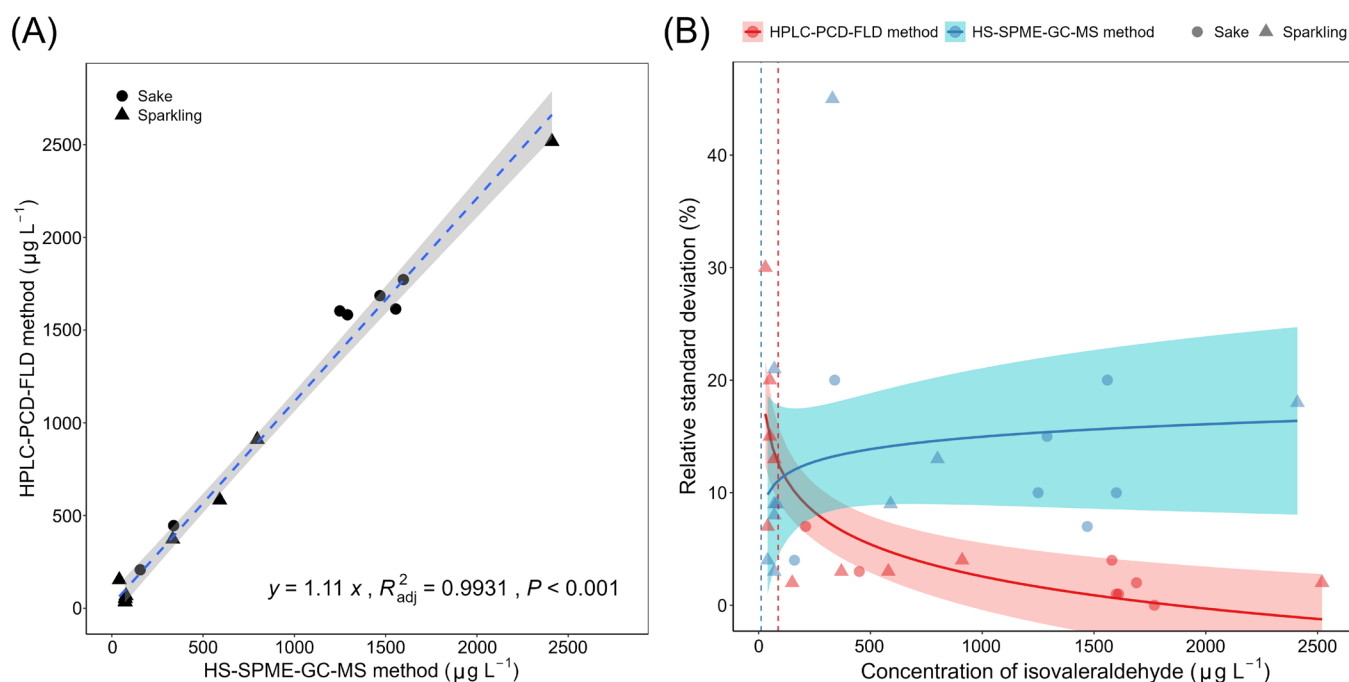 (A)
Sake
Sparkling
HPLC-PCD-FLD method (µg L⁻¹)
2500
2000
1500
1000
500
0
y = 1.11 x , R²adj = 0.9931 , P < 0.001
0 500 1000 1500 2000 2500
HS-SPME-GC-MS method (µg L⁻¹)
(B)
HPLC-PCD-FLD method HS-SPME-GC-MS method Sake Sparkling
Relative standard deviation (%)
40
30
20
10
0
0 500 1000 1500 2000 2500
Concentration of isovaleraldehyde (µg L⁻¹)